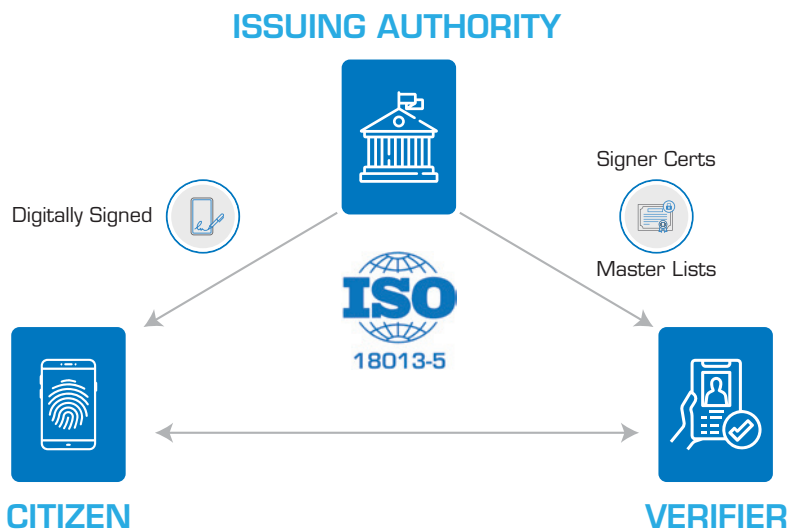 ISSUING AUTHORITY
Signer Certs
Digitally Signed
Master Lists
ISO
18013-5
CITIZEN
VERIFIER